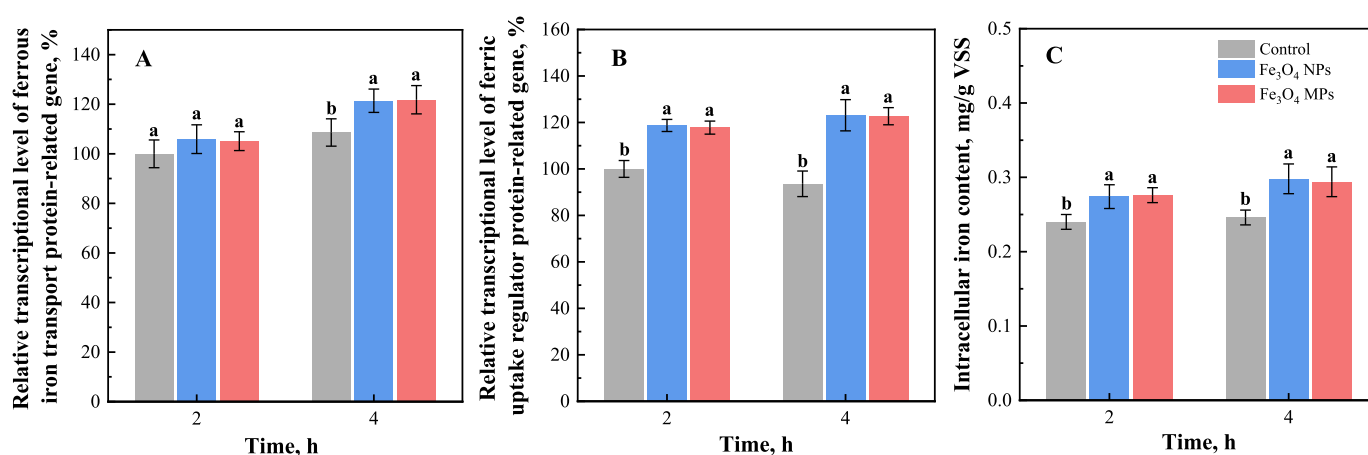 Relative transcriptional level of ferrous
iron transport protein-related gene, %
A
140
120
100
80
60
40
20
0
a
a
a
b
a
a
2
4
Time, h
Relative transcriptional level of ferric
uptake regulator protein-related gene, %
B
160
140
120
100
80
60
40
20
0
b
a
a
b
a
a
2
4
Time, h
Intracellular iron content, mg/g VSS
C
0.5
0.4
0.3
0.2
0.1
0.0
Control
Fe₃O₄ NPs
Fe₃O₄ MPs
b
a
a
b
a
a
2
4
Time, h